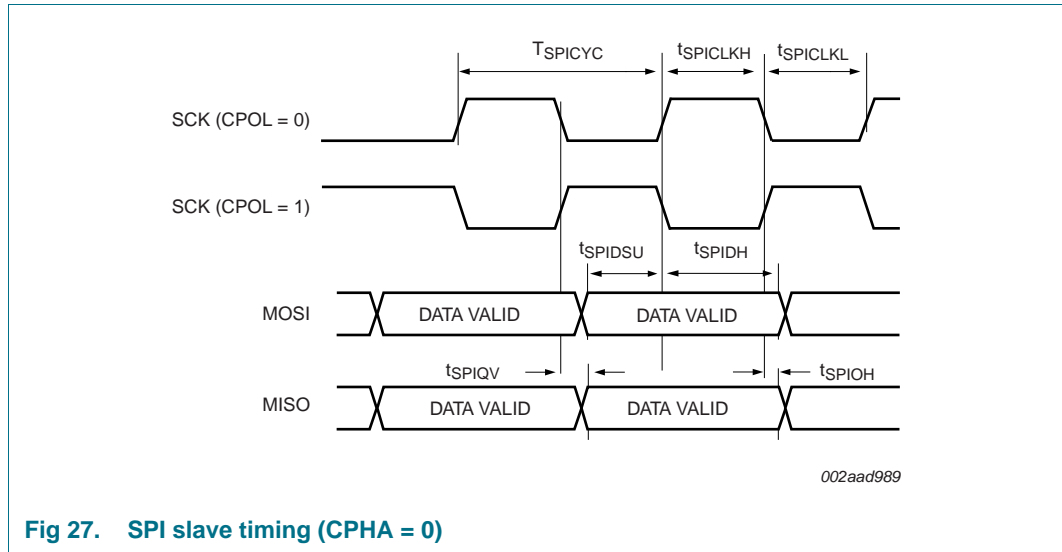 TSPICYC tSPICLKH tSPICLKL
SCK (CPOL = 0)
SCK (CPOL = 1)
tSPIDSU tSPIDH
MOSI DATA VALID DATA VALID
tSPIQV tSPIOH
MISO DATA VALID DATA VALID
002aad989
Fig 27. SPI slave timing (CPHA = 0)